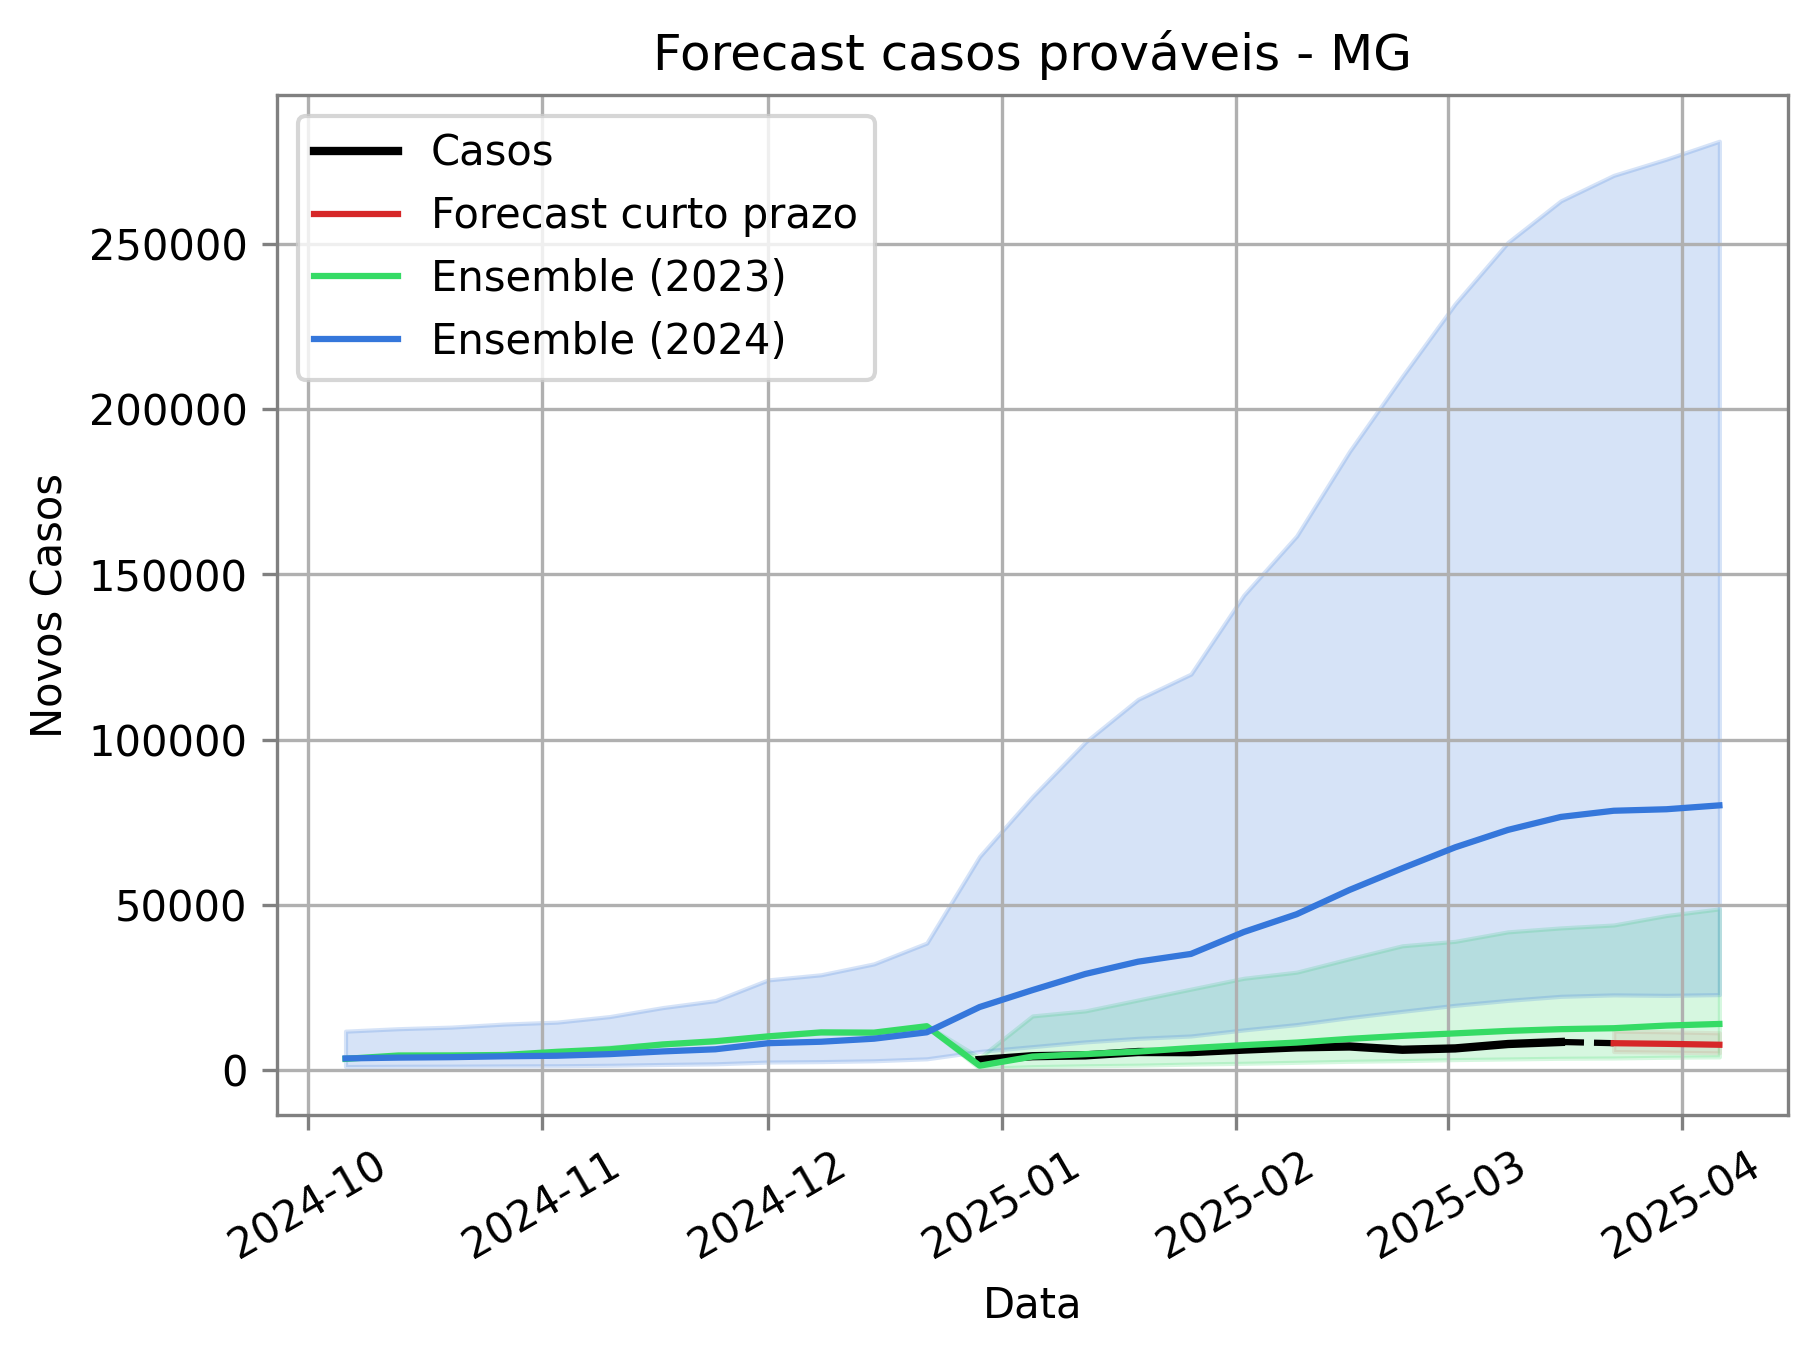 Forecast casos prováveis - MG
Casos
Forecast curto prazo
Ensemble (2023)
Ensemble (2024)
250000
200000
150000
100000
50000
0
Novos Casos
2024-10
2024-11
2024-12
2025-01
2025-02
2025-03
2025-04
Data